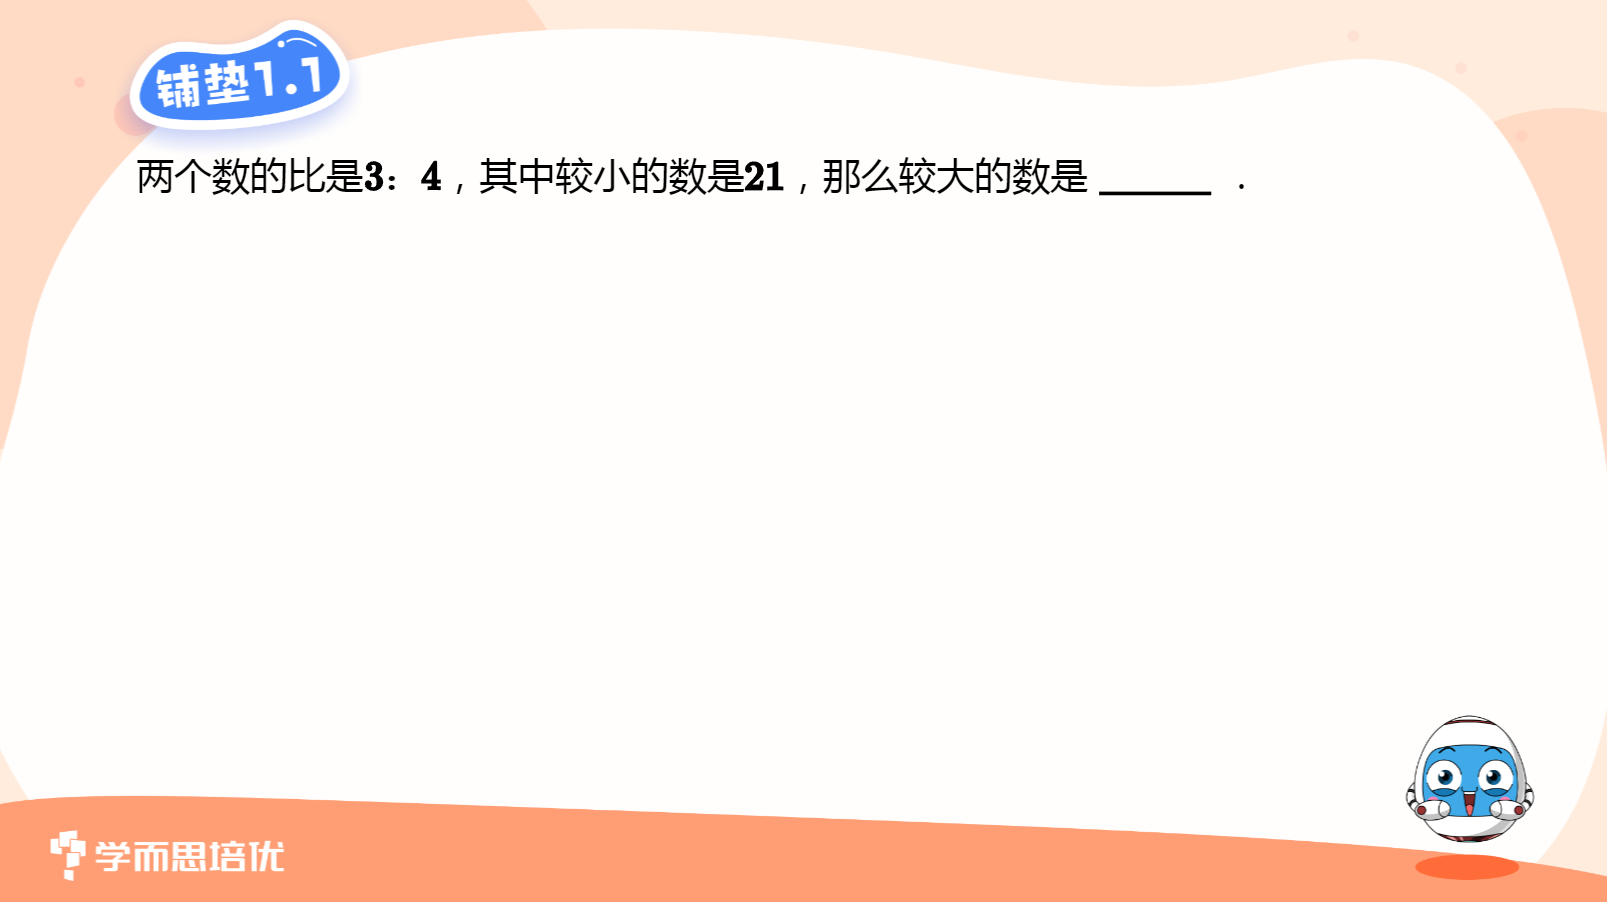 铺垫1.1
两个数的比是3：4，其中较小的数是21，那么较大的数是 ______ .
学而思培优